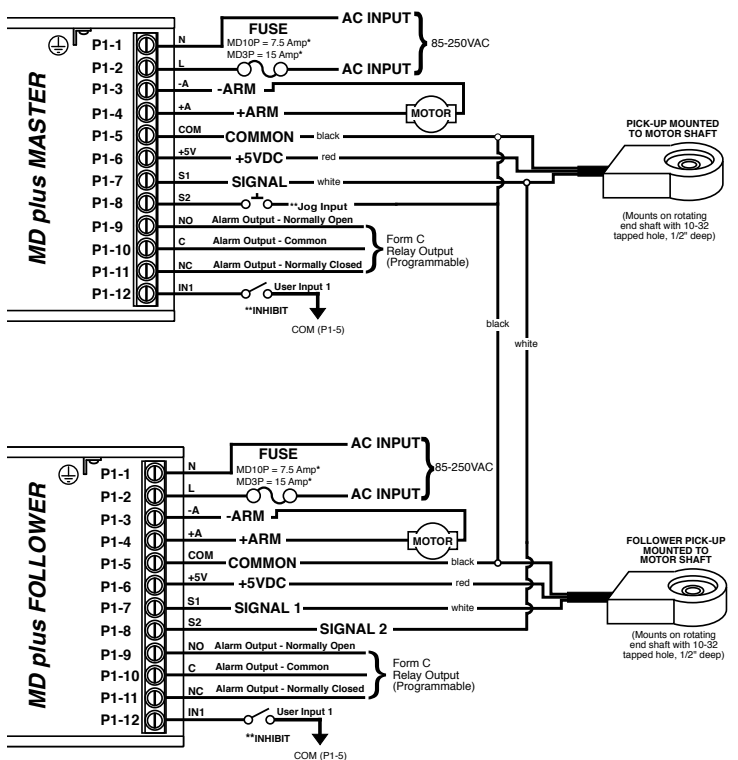 MD plus MASTER
P1-1
P1-2
P1-3
P1-4
P1-5
P1-6
P1-7
P1-8
P1-9
P1-10
P1-11
P1-12
N
L
-A
+A
COM
+5V
S1
S2
NO
C
NC
IN1
FUSE
MD10P = 7.5 Amp*
MD3P = 15 Amp*
AC INPUT
AC INPUT
85-250VAC
-ARM
+ARM
MOTOR
COMMON
black
+5VDC
red
SIGNAL
white
**Jog Input
Alarm Output - Normally Open
Alarm Output - Common
Alarm Output - Normally Closed
Form C
Relay Output
(Programmable)
User Input 1
**INHIBIT
COM (P1-5)
PICK-UP MOUNTED
TO MOTOR SHAFT
(Mounts on rotating
end shaft with 10-32
tapped hole, 1/2" deep)
black
white
MD plus FOLLOWER
P1-1
P1-2
P1-3
P1-4
P1-5
P1-6
P1-7
P1-8
P1-9
P1-10
P1-11
P1-12
N
L
-A
+A
COM
+5V
S1
S2
NO
C
NC
IN1
FUSE
MD10P = 7.5 Amp*
MD3P = 15 Amp*
AC INPUT
AC INPUT
85-250VAC
-ARM
+ARM
MOTOR
COMMON
black
+5VDC
red
SIGNAL 1
white
SIGNAL 2
Alarm Output - Normally Open
Alarm Output - Common
Alarm Output - Normally Closed
Form C
Relay Output
(Programmable)
User Input 1
**INHIBIT
COM (P1-5)
FOLLOWER PICK-UP
MOUNTED TO
MOTOR SHAFT
(Mounts on rotating
end shaft with 10-32
tapped hole, 1/2" deep)